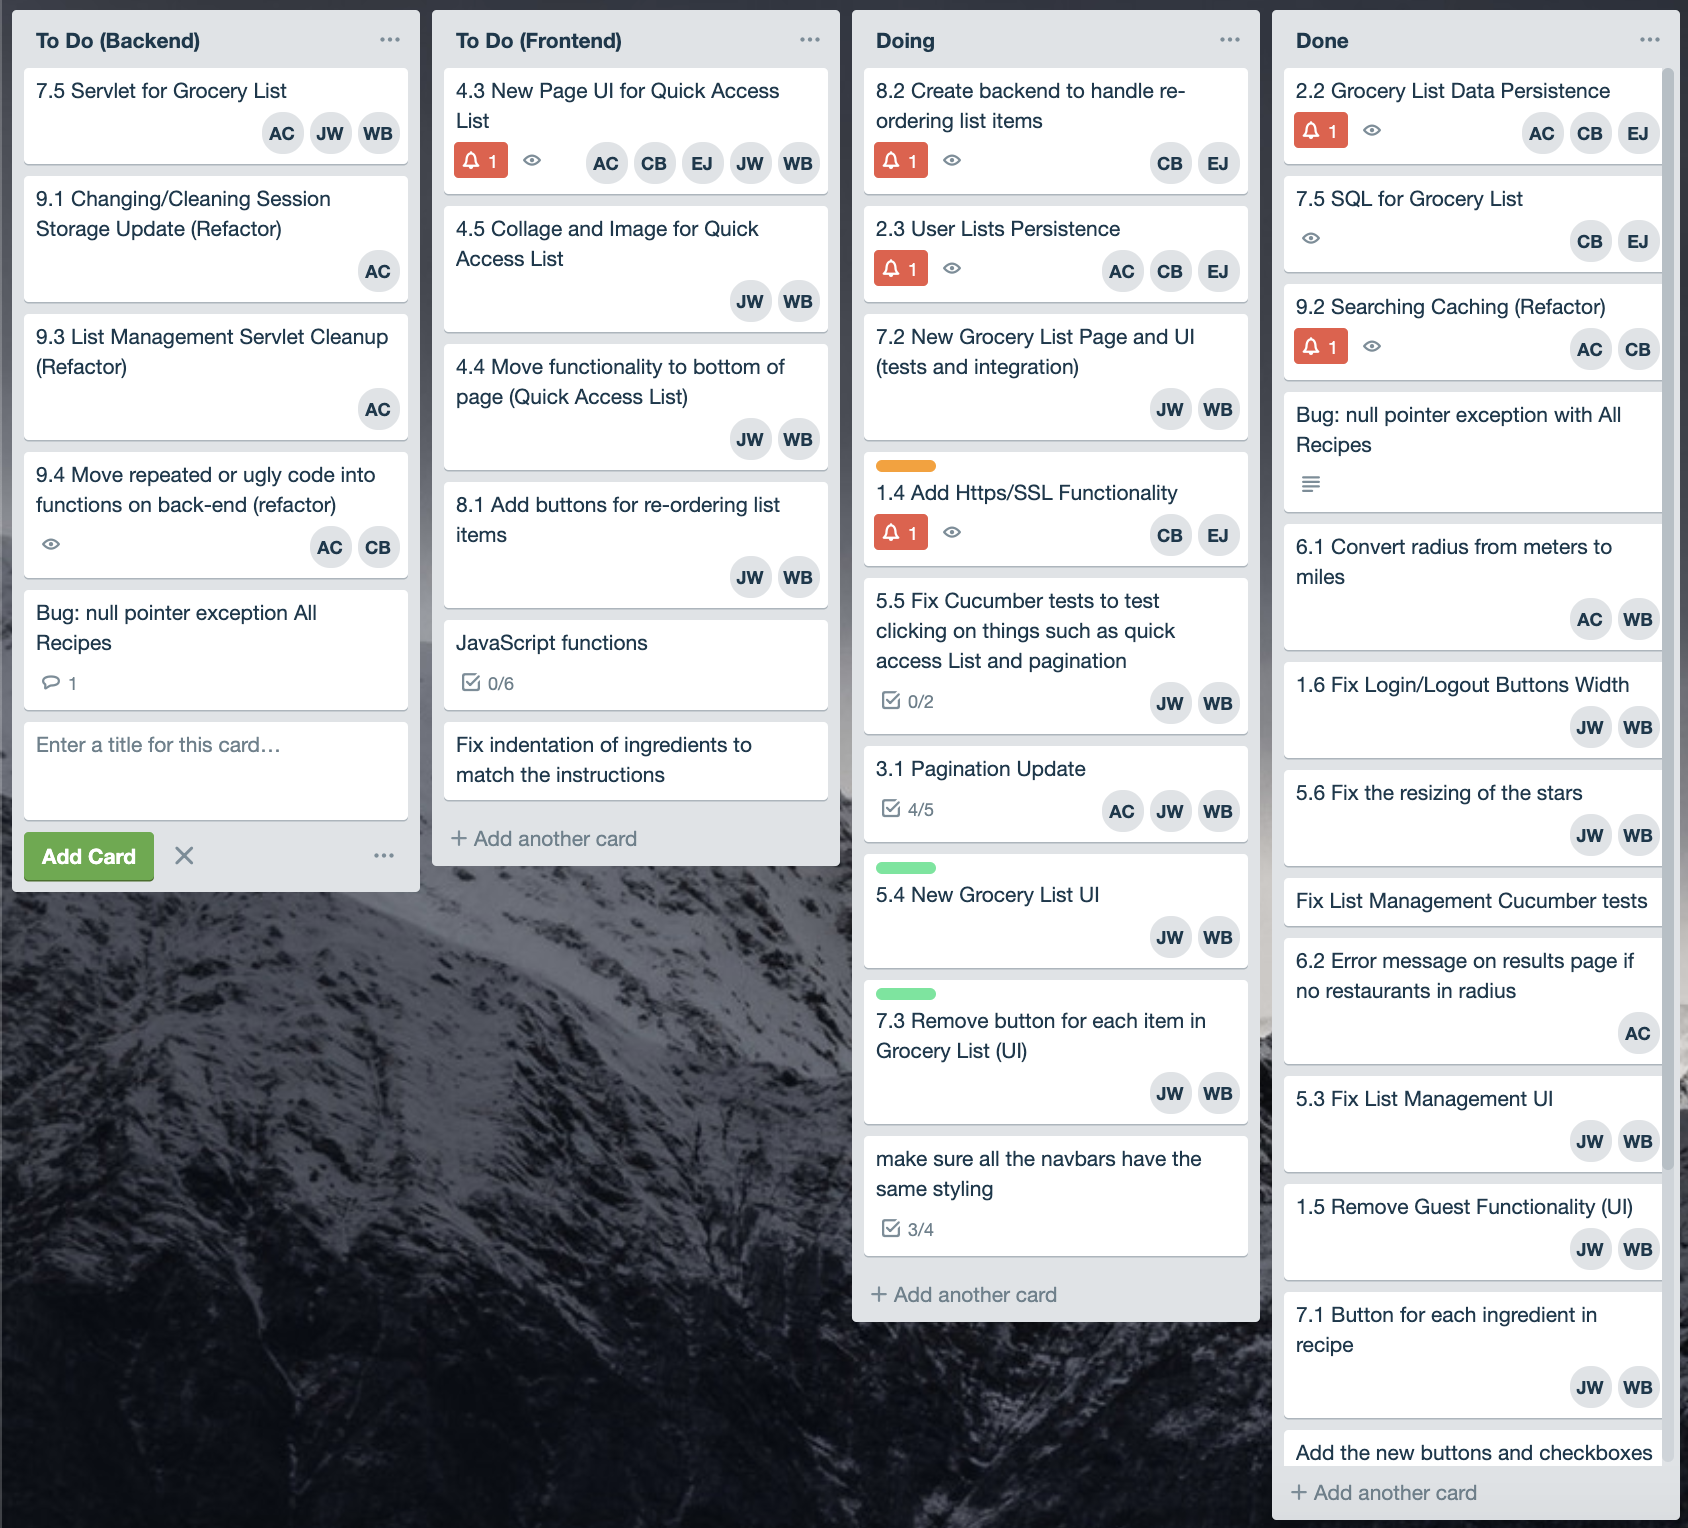 To Do (Backend)
7.5 Servlet for Grocery List
AC JW WB
9.1 Changing/Cleaning Session
Storage Update (Refactor)
AC
9.3 List Management Servlet Cleanup
(Refactor)
AC
9.4 Move repeated or ugly code into
functions on back-end (refactor)
AC CB
Bug: null pointer exception All
Recipes
1
Enter a title for this card…
Add Card
To Do (Frontend)
4.3 New Page UI for Quick Access
List
1 AC CB EJ JW WB
4.5 Collage and Image for Quick
Access List
JW WB
4.4 Move functionality to bottom of
page (Quick Access List)
JW WB
8.1 Add buttons for re-ordering list
items
JW WB
JavaScript functions
0/6
Fix indentation of ingredients to
match the instructions
+ Add another card
Doing
8.2 Create backend to handle re-
ordering list items
1 CB EJ
2.3 User Lists Persistence
1 AC CB EJ
7.2 New Grocery List Page and UI
(tests and integration)
JW WB
1.4 Add Https/SSL Functionality
1 CB EJ
5.5 Fix Cucumber tests to test
clicking on things such as quick
access List and pagination
0/2 JW WB
3.1 Pagination Update
4/5 AC JW WB
5.4 New Grocery List UI
JW WB
7.3 Remove button for each item in
Grocery List (UI)
JW WB
make sure all the navbars have the
same styling
3/4
+ Add another card
Done
2.2 Grocery List Data Persistence
1 AC CB EJ
7.5 SQL for Grocery List
CB EJ
9.2 Searching Caching (Refactor)
1 AC CB
Bug: null pointer exception with All
Recipes
6.1 Convert radius from meters to
miles
AC WB
1.6 Fix Login/Logout Buttons Width
JW WB
5.6 Fix the resizing of the stars
JW WB
Fix List Management Cucumber tests
6.2 Error message on results page if
no restaurants in radius
AC
5.3 Fix List Management UI
JW WB
1.5 Remove Guest Functionality (UI)
JW WB
7.1 Button for each ingredient in
recipe
JW WB
Add the new buttons and checkboxes
+ Add another card